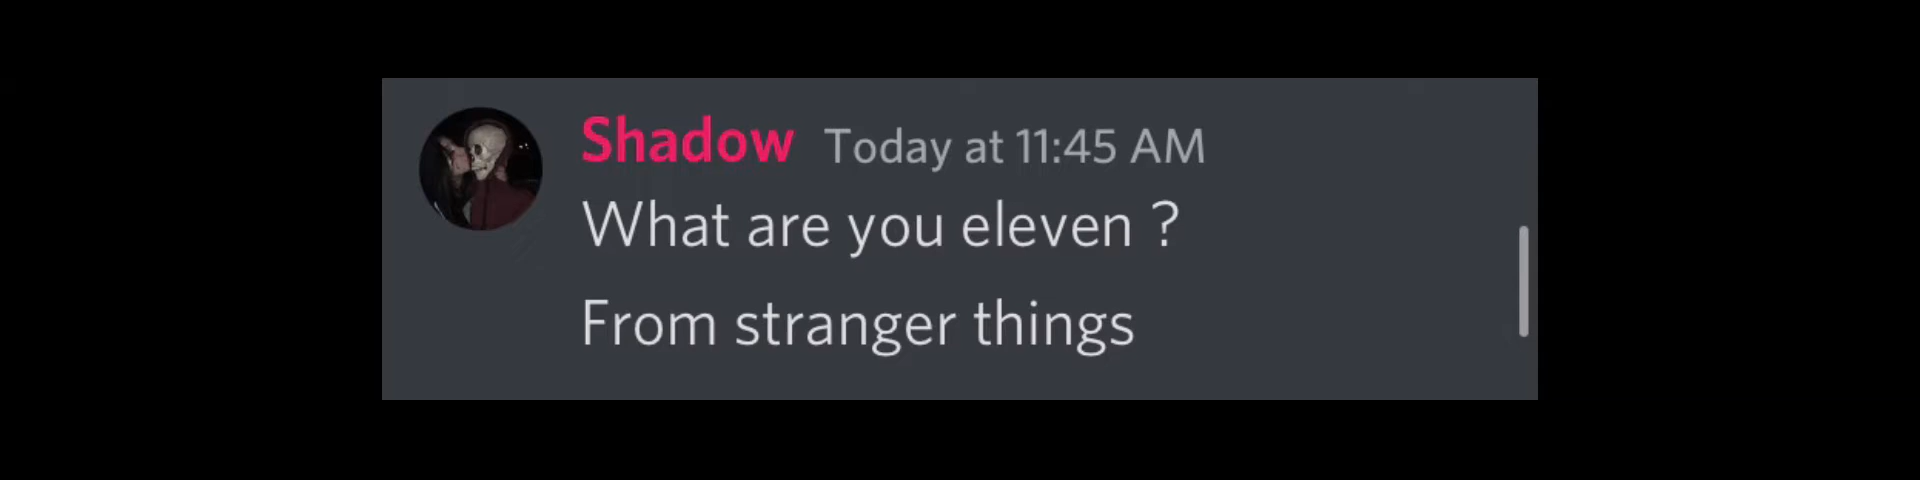 Shadow Today at 11:45 AM
What are you eleven ?
From stranger things